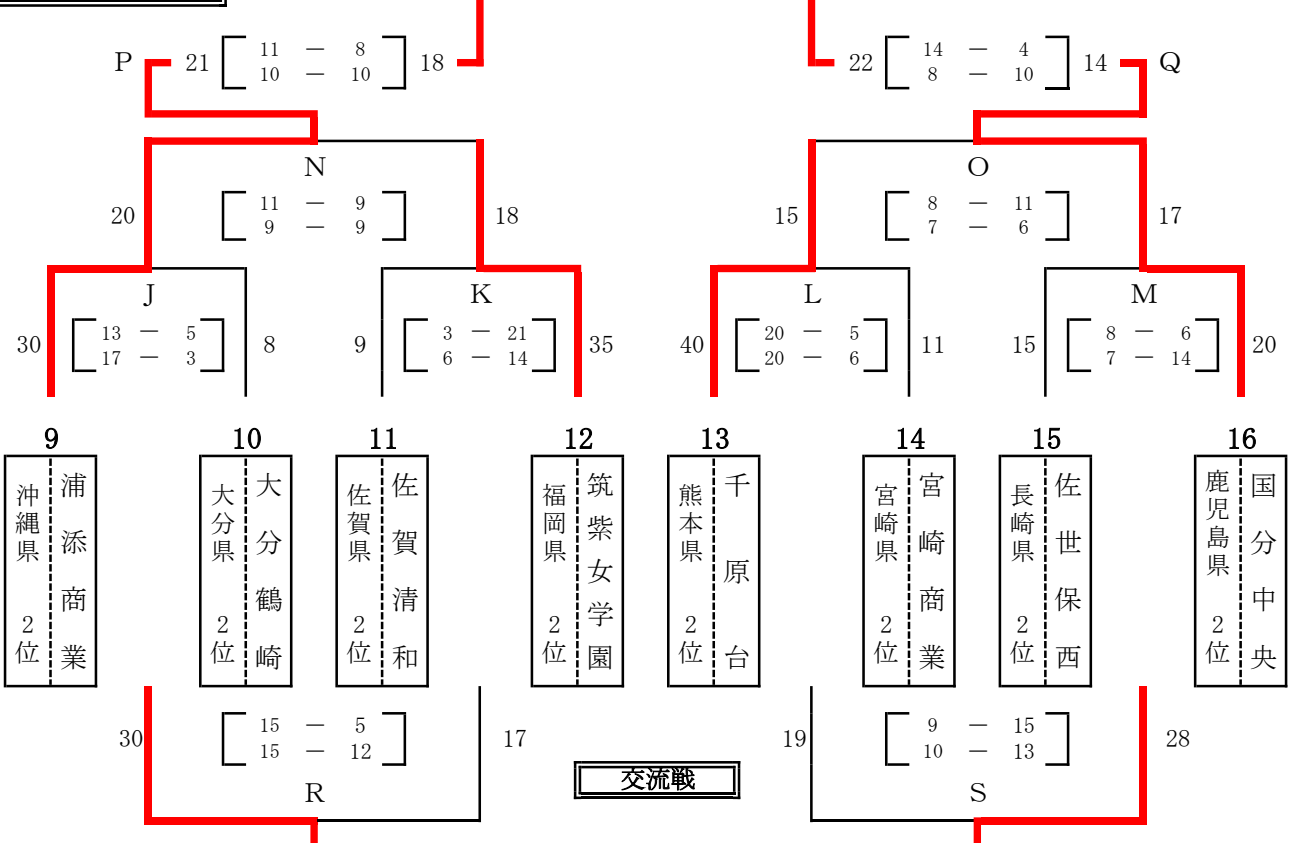 P 21 11 － 8 18 22 14 － 4 14 Q
10 － 10 8 － 10
N O
20 11 － 9 18 15 8 － 11 17
9 － 9 7 － 6
J K L M
30 13 － 5 8 9 3 － 21 35 40 20 － 5 11 15 8 － 6 20
17 － 3 6 － 14 20 － 6 7 － 14
9 10 11 12 13 14 15 16
浦添商業
沖縄県 2位
大分鶴崎
大分県 2位
佐賀清和
佐賀県 2位
筑紫女学園
福岡県 2位
千原台
熊本県 2位
宮崎商業
宮崎県 2位
佐世保西
長崎県 2位
国分中央
鹿児島県 2位
30 15 － 5 17 19 9 － 15 28
15 － 12 10 － 13
交流戦
R S